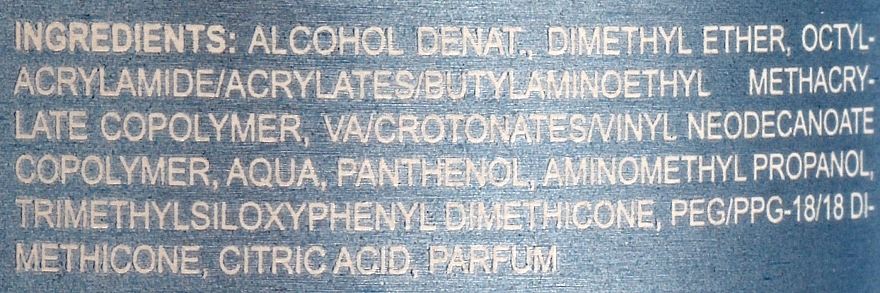 INGREDIENTS: ALCOHOL DENAT., DIMETHYL ETHER, OCTYL-
ACRYLAMIDE/ACRYLATES/BUTYLAMINOETHYL METHACRY-
LATE COPOLYMER, VA/CROTONATES/VINYL NEODECANOATE
COPOLYMER, AQUA, PANTHENOL, AMINOMETHYL PROPANOL,
TRIMETHYLSILOXYPHENYL DIMETHICONE, PEG/PPG-18/18 DI-
METHICONE, CITRIC ACID, PARFUM